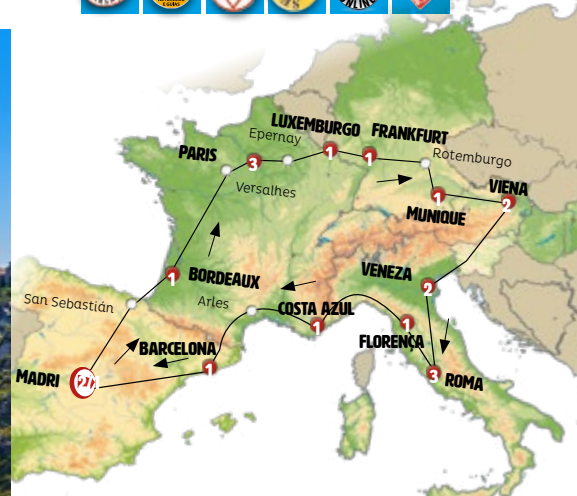 E GUÍAS
LUXEMBURGO
FRANKFURT
Epernay
PARIS
3
1
1
Rotemburgo
Versalhes
VIENA
1
2
MUNIQUE
VENEZA
1
BORDEAUX
2
San Sebastián
Arles
COSTA AZUL
1
1
FLORENÇA
BARCELONA
MADRI
1
3
ROMA